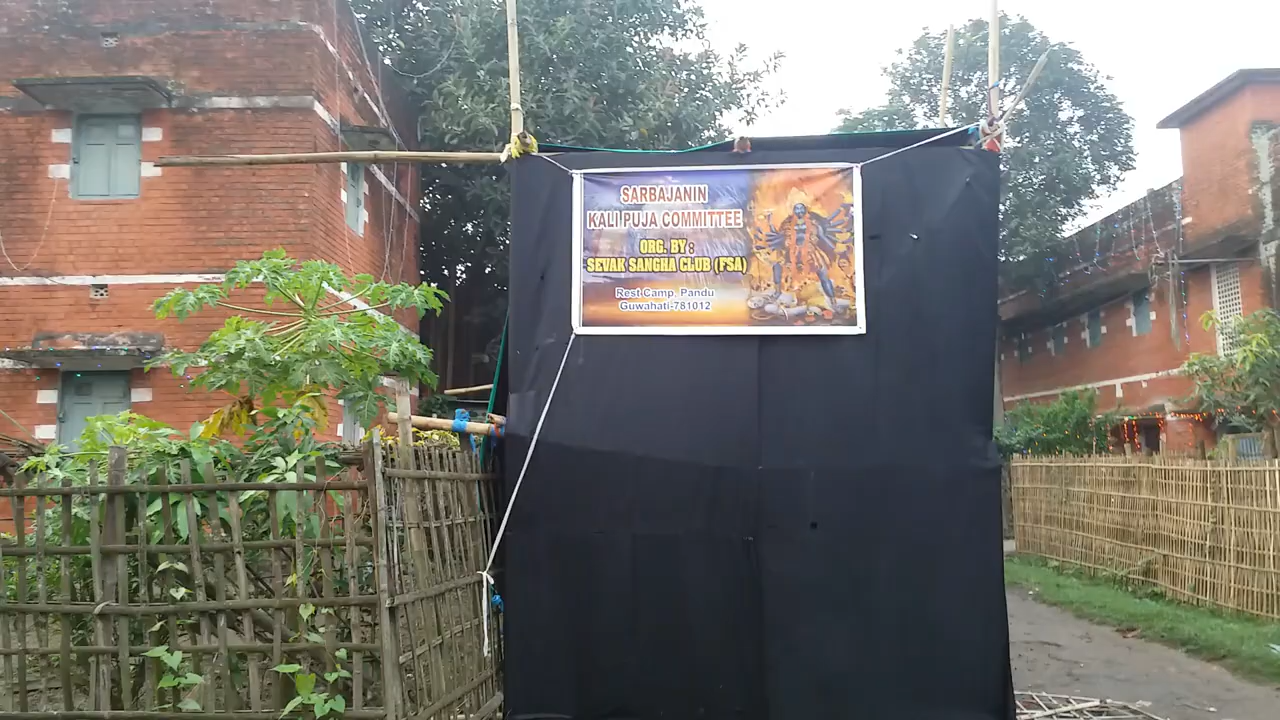 SARBAJANIN
KALI PUJA COMMITTEE
ORG. BY :
SEVAK SANGHA CLUB (FSA)
Rest Camp, Pandu
Guwahati-781012